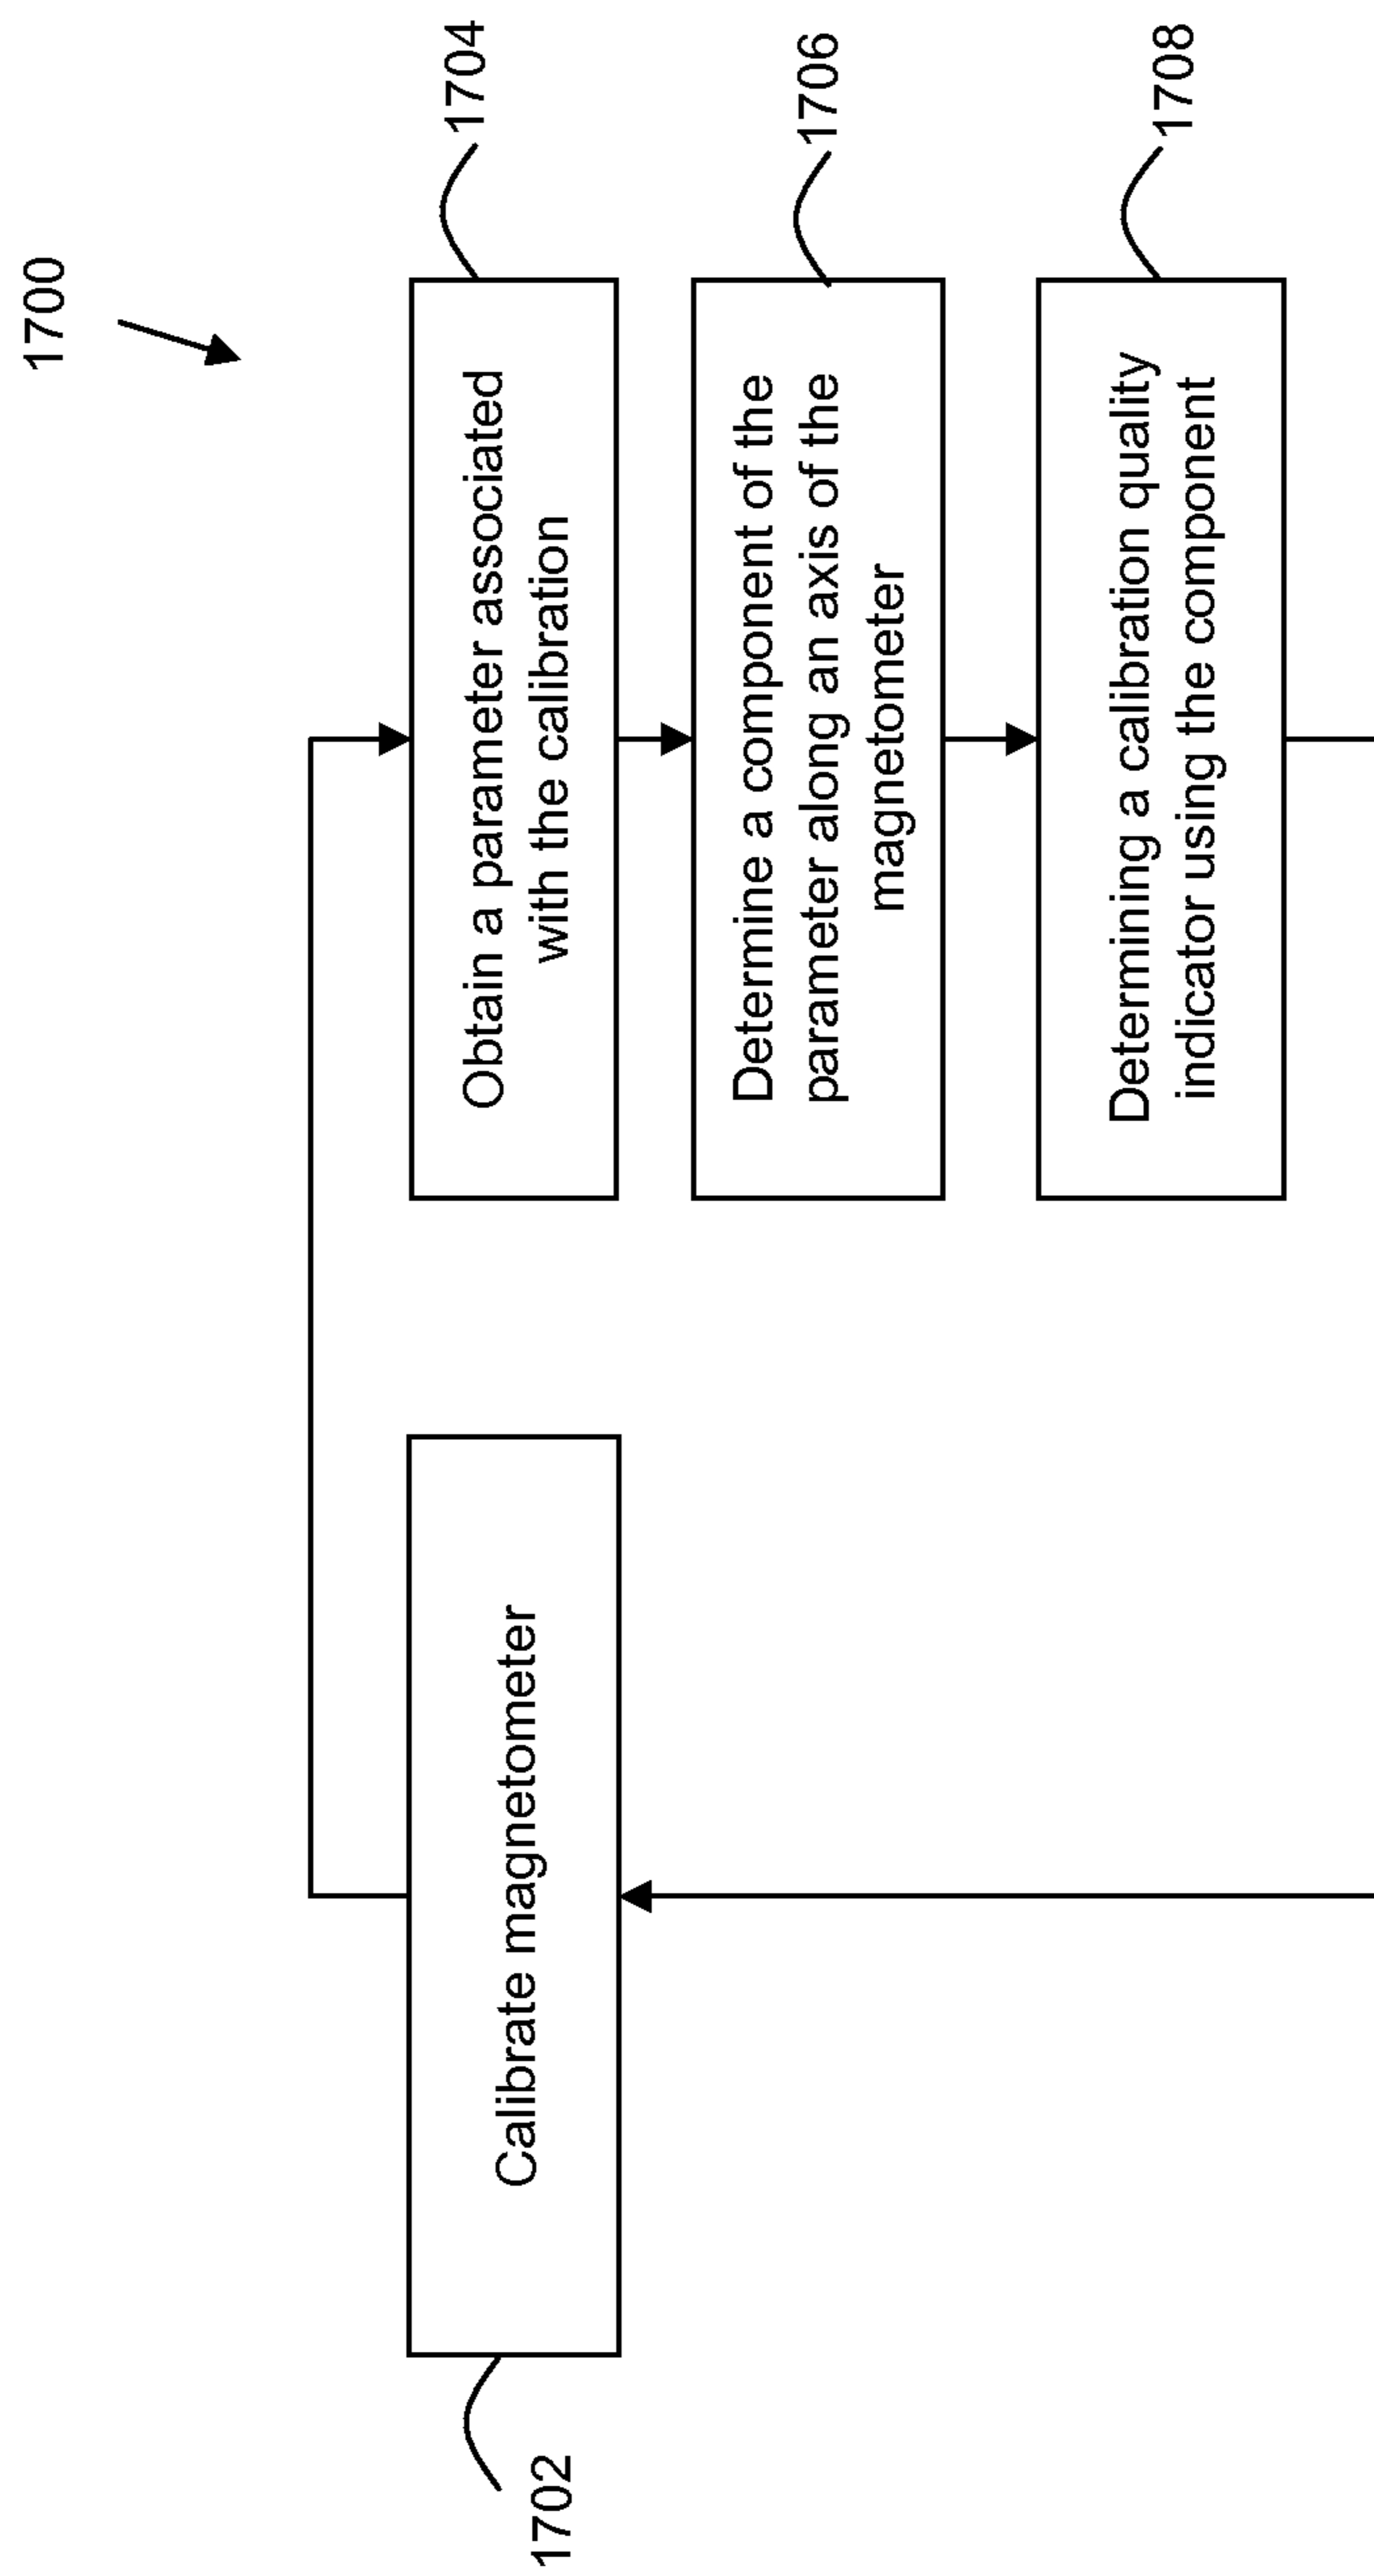 1700
1702
Calibrate magnetometer
1704
Obtain a parameter associated
with the calibration
1706
Determine a component of the
parameter along an axis of the
magnetometer
1708
Determining a calibration quality
indicator using the component